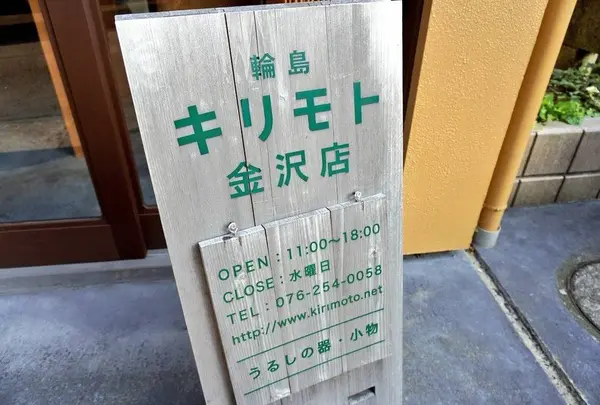 輪島
キリモト
金沢店
OPEN : 11:00～18:00
CLOSE : 水曜日
TEL : 076-254-0058
http://www.kirimoto.net
うるしの器・小物